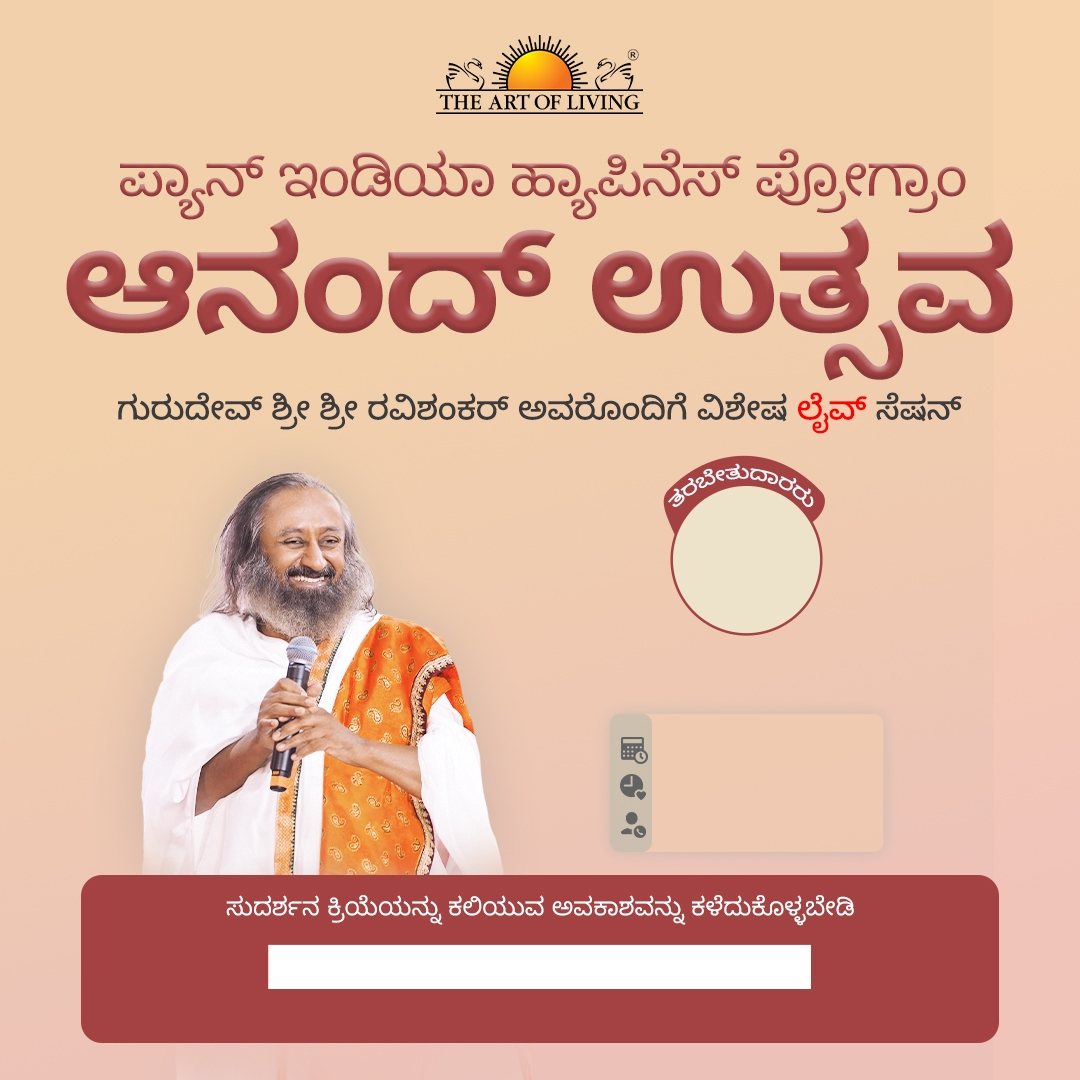 ®
THE ART OF LIVING
ಪ್ಯಾನ್ ಇಂಡಿಯಾ ಹ್ಯಾಪಿನೆಸ್ ಪ್ರೋಗ್ರಾಂ
ಆನಂದ್ ಉತ್ಸವ
ಗುರುದೇವ್ ಶ್ರೀ ಶ್ರೀ ರವಿಶಂಕರ್ ಅವರೊಂದಿಗೆ ವಿಶೇಷ ಲೈವ್ ಸೆಷನ್
ತರಬೇತುದಾರರು
ಸುದರ್ಶನ ಕ್ರಿಯೆಯನ್ನು ಕಲಿಯುವ ಅವಕಾಶವನ್ನು ಕಳೆದುಕೊಳ್ಳಬೇಡಿ